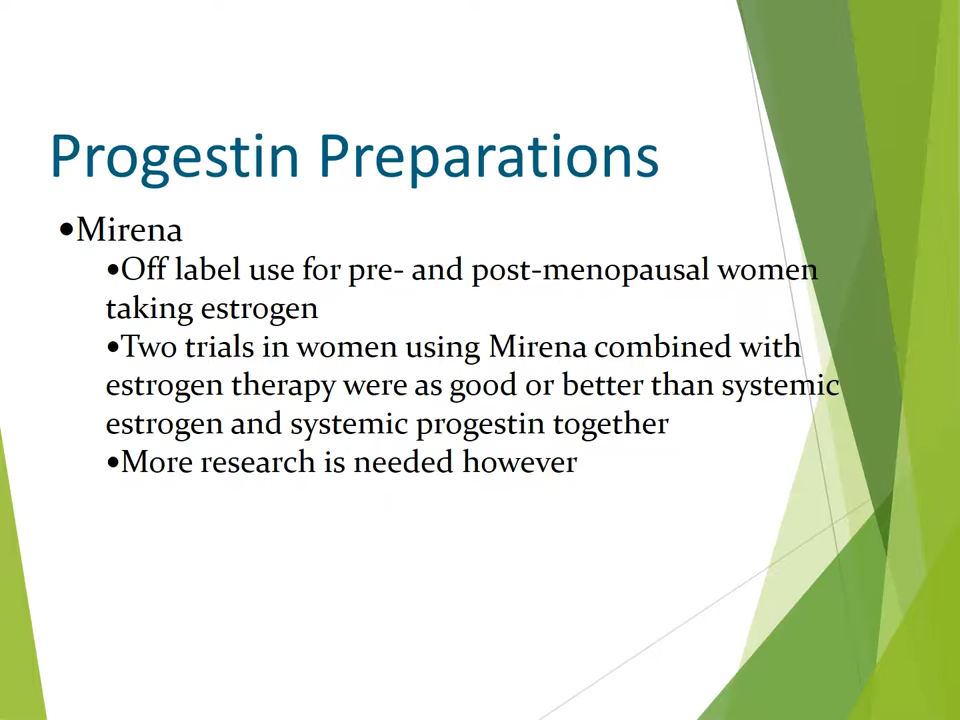 Progestin Preparations
•Mirena
•Off label use for pre- and post-menopausal women
taking estrogen
•Two trials in women using Mirena combined with
estrogen therapy were as good or better than systemic
estrogen and systemic progestin together
•More research is needed however